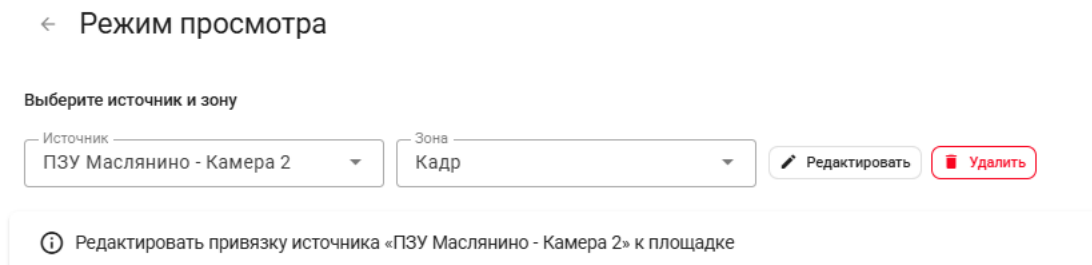 Режим просмотра
Выберите источник и зону
Источник
ПЗУ Маслянино - Камера 2
Зона
Кадр
Редактировать
Удалить
Редактировать привязку источника «ПЗУ Маслянино - Камера 2» к площадке